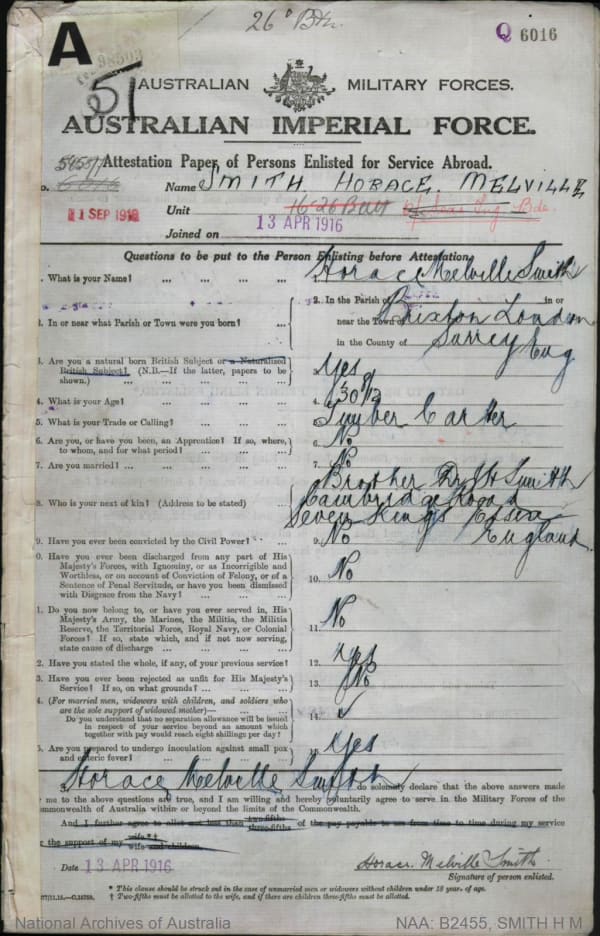 26° Btn.
Q 6016
A
98503
51
AUSTRALIAN MILITARY FORCES.
AUSTRALIAN IMPERIAL FORCE.
Attestation Paper of Persons Enlisted for Service Abroad.
o. 6016 Name SMITH. HORACE. MELVILLE
SEP 1918 Unit 16-26 Batt
Joined on 13 APR 1916
Questions to be put to the Person Enlisting before Attestation.
. What is your Name? ... ... ... ... Horace Melville Smith
. In or near what Parish or Town were you born? ... 2. In the Parish of in or
near the Town of Brixton London
in the County of Surrey Eng
. Are you a natural born British Subject or a Naturalized
British Subject? (N.B.—If the latter, papers to be
shown.) ... ... ... ... 3. Yes
4. What is your Age? ... ... ... ... 4. 30 9/12
5. What is your Trade or Calling? ... ... ... 5. Timber Carter
6. Are you, or have you been, an Apprentice? If so, where,
to whom, and for what period? ... ... ... 6. No
7. Are you married? ... ... ... ... 7. No
8. Who is your next of kin? (Address to be stated) ... Brother Smith
Cambridge Road
Seven Kings Essex
England
9. Have you ever been convicted by the Civil Power? ... No
0. Have you ever been discharged from any part of His
Majesty's Forces, with Ignominy, or as Incorrigible and
Worthless, or on account of Conviction of Felony, or of a
Sentence of Penal Servitude, or have you been dismissed
with Disgrace from the Navy? ... ... ... 10. No
1. Do you now belong to, or have you ever served in, His
Majesty's Army, the Marines, the Militia, the Militia
Reserve, the Territorial Force, Royal Navy, or Colonial
Forces? If so, state which, and if not now serving,
state cause of discharge ... ... ... 11. No
2. Have you stated the whole, if any, of your previous service? 12. Yes
3. Have you ever been rejected as unfit for His Majesty's
Service? If so, on what grounds? ... ... ... 13. No
4. (For married men, widowers with children, and soldiers who
are the sole support of widowed mother)—
Do you understand that no separation allowance will be issued
in respect of your service beyond an amount which
together with pay would reach eight shillings per day? 14. ✓
5. Are you prepared to undergo inoculation against small pox
and enteric fever? 15. Yes
Horace Melville Smith do solemnly declare that the above answers made
me to the above questions are true, and I am willing and hereby voluntarily agree to serve in the Military Forces of the
ommonwealth of Australia within or beyond the limits of the Commonwealth.
And I further agree to allot not less than two-fifths three-fifths of the pay payable to me from time to time during my service
the support of my wife*† wife and children.
Date 13 APR 1916 Horace Melville Smith.
Signature of person enlisted.
* This clause should be struck out in the case of unmarried men or widowers without children under 18 years of age.
† Two-fifths must be allotted to the wife, and if there are children three-fifths must be allotted.
National Archives of Australia NAA: B2455, SMITH H M